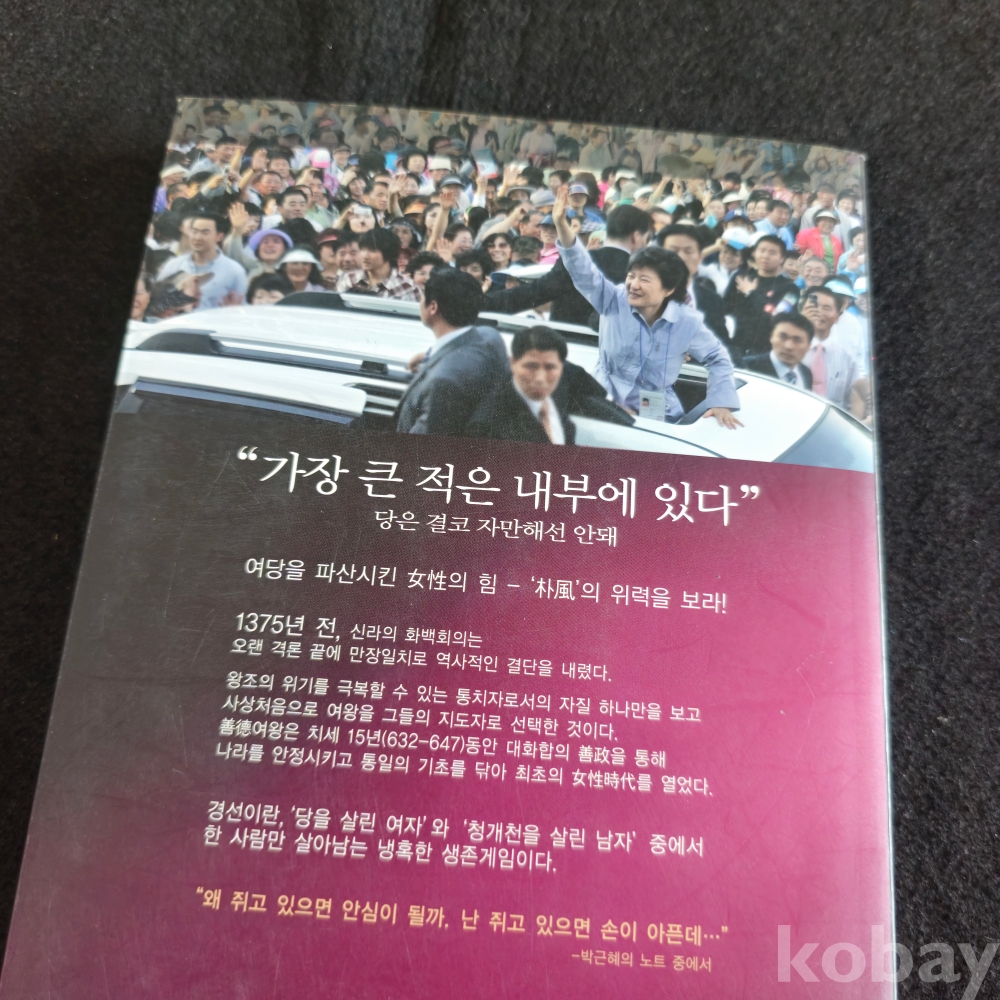 “가장 큰 적은 내부에 있다”
당은 결코 자만해선 안돼
여당을 파산시킨 女性의 힘 – ‘朴風’의 위력을 보라!
1375년 전, 신라의 화백회의는
오랜 격론 끝에 만장일치로 역사적인 결단을 내렸다.
왕조의 위기를 극복할 수 있는 통치자로서의 자질 하나만을 보고
사상처음으로 여왕을 그들의 지도자로 선택한 것이다.
善德여왕은 치세 15년(632-647)동안 대화합의 善政을 통해
나라를 안정시키고 통일의 기초를 닦아 최초의 女性時代를 열었다.
경선이란, ‘당을 살린 여자’와 ‘청개천을 살린 남자’ 중에서
한 사람만 살아남는 냉혹한 생존게임이다.
“왜 쥐고 있으면 안심이 될까, 난 쥐고 있으면 손이 아픈데…”
-박근혜의 노트 중에서
kobay